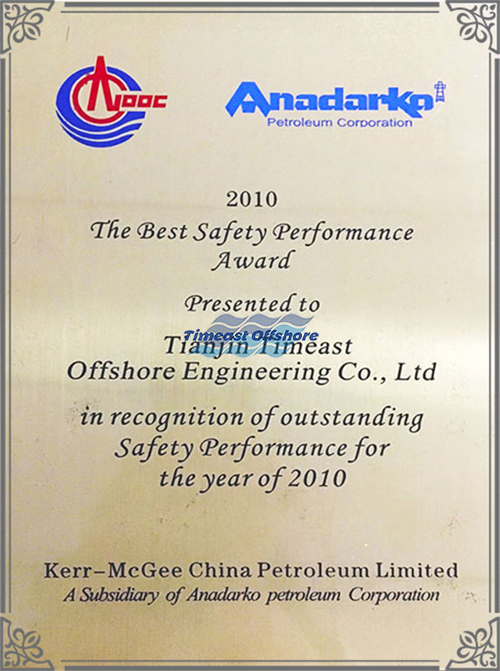 CNOOC
Anadarko
Petroleum Corporation
2010
The Best Safety Performance
Award
Presented to
Timeast Offshore
Tianjin Timeast
Offshore Engineering Co., Ltd
in recognition of outstanding
Safety Performance for
the year of 2010
Kerr-McGee China Petroleum Limited
A Subsidiary of Anadarko petroleum Corporation